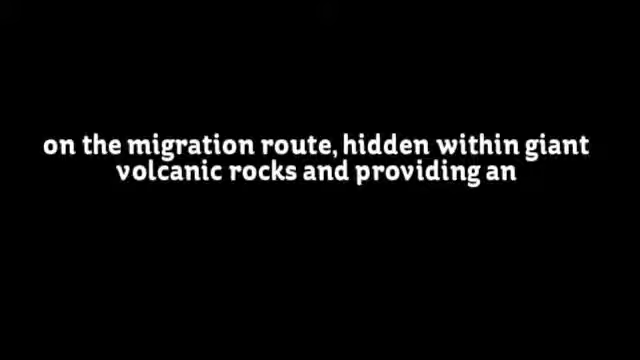 on the migration route, hidden within giant
volcanic rocks and providing an